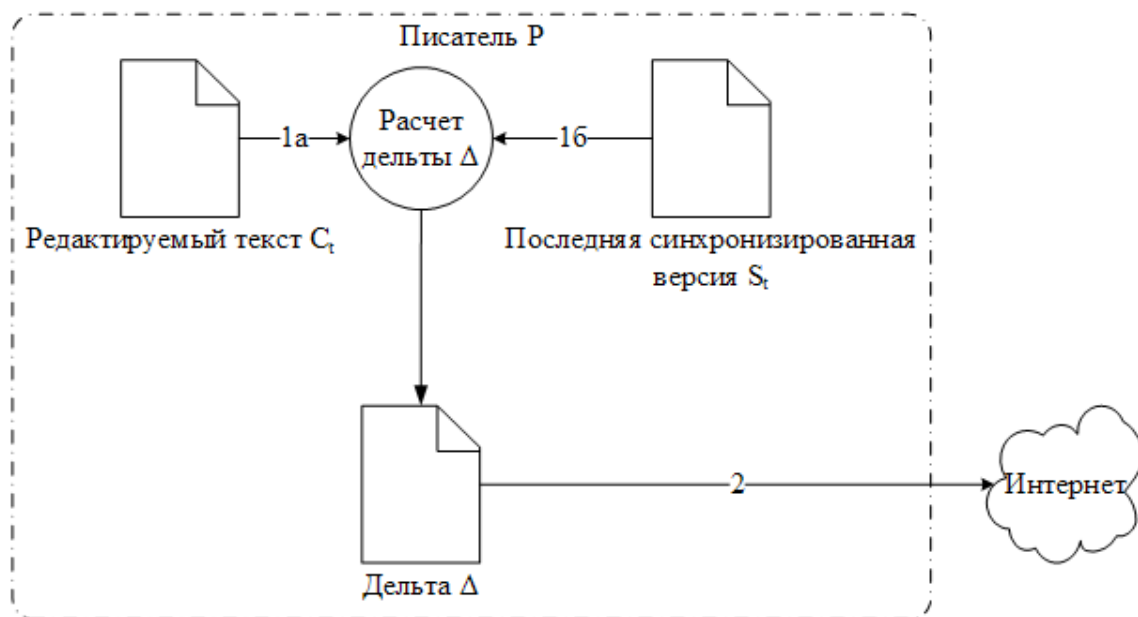 Писатель P
Расчет
дельты Δ
1а
1б
Редактируемый текст Ct
Последняя синхронизированная
версия St
2
Интернет
Дельта Δ